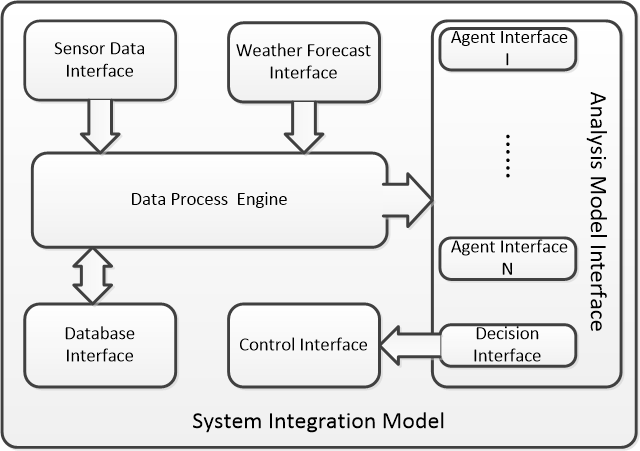 Sensor Data
Interface
Weather Forecast
Interface
Agent Interface
I
......
Analysis Model Interface
Data Process  Engine
Agent Interface
N
Database
Interface
Control Interface
Decision
Interface
System Integration Model